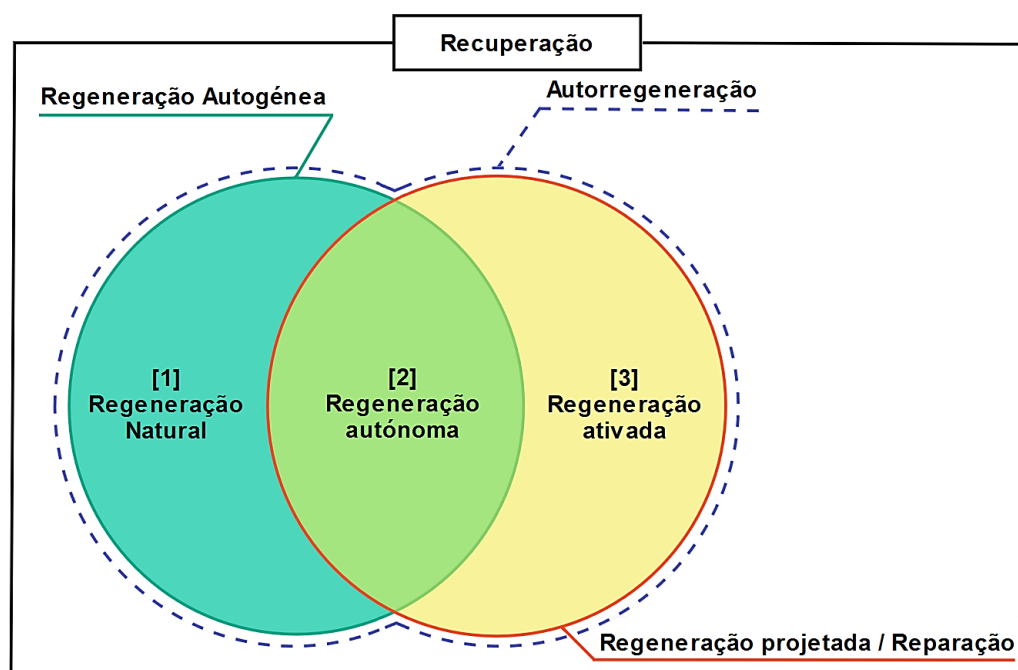 Recuperação
Autorregeneração
Regeneração Autogénea
[1]
Regeneração
Natural
[2]
Regeneração
autónoma
[3]
Regeneração
ativada
Regeneração projetada / Reparação